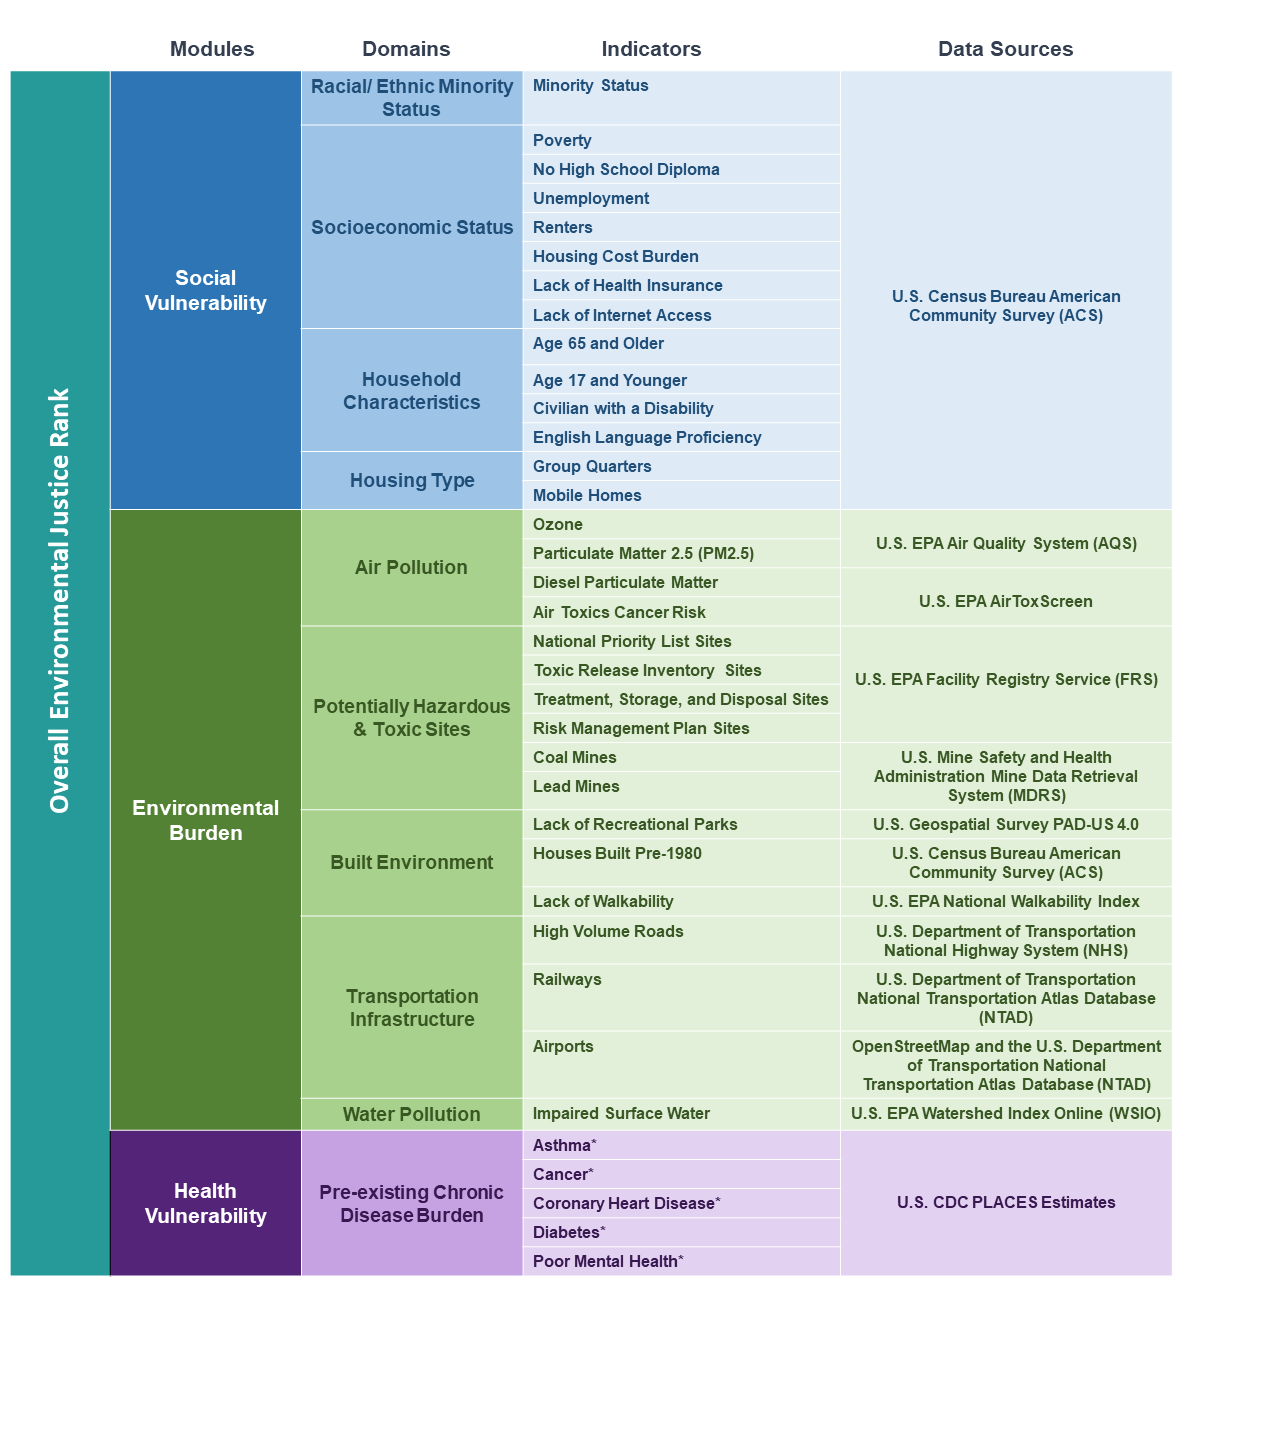 Modules Domains Indicators Data Sources
Overall Environmental Justice Rank
Social
Vulnerability
Racial/ Ethnic Minority
Status
Minority Status
Socioeconomic Status
Poverty
No High School Diploma
Unemployment
Renters
Housing Cost Burden
Lack of Health Insurance
Lack of Internet Access
Household
Characteristics
Age 65 and Older
Age 17 and Younger
Civilian with a Disability
English Language Proficiency
Housing Type
Group Quarters
Mobile Homes
U.S. Census Bureau American
Community Survey (ACS)
Environmental
Burden
Air Pollution
Ozone
Particulate Matter 2.5 (PM2.5)
U.S. EPA Air Quality System (AQS)
Diesel Particulate Matter
Air Toxics Cancer Risk
U.S. EPA AirToxScreen
Potentially Hazardous
& Toxic Sites
National Priority List Sites
Toxic Release Inventory Sites
Treatment, Storage, and Disposal Sites
Risk Management Plan Sites
U.S. EPA Facility Registry Service (FRS)
Coal Mines
Lead Mines
U.S. Mine Safety and Health
Administration Mine Data Retrieval
System (MDRS)
Built Environment
Lack of Recreational Parks
U.S. Geospatial Survey PAD-US 4.0
Houses Built Pre-1980
U.S. Census Bureau American
Community Survey (ACS)
Lack of Walkability
U.S. EPA National Walkability Index
Transportation
Infrastructure
High Volume Roads
U.S. Department of Transportation
National Highway System (NHS)
Railways
U.S. Department of Transportation
National Transportation Atlas Database
(NTAD)
Airports
OpenStreetMap and the U.S. Department
of Transportation National
Transportation Atlas Database (NTAD)
Water Pollution
Impaired Surface Water
U.S. EPA Watershed Index Online (WSIO)
Health
Vulnerability
Pre-existing Chronic
Disease Burden
Asthma*
Cancer*
Coronary Heart Disease*
Diabetes*
Poor Mental Health*
U.S. CDC PLACES Estimates